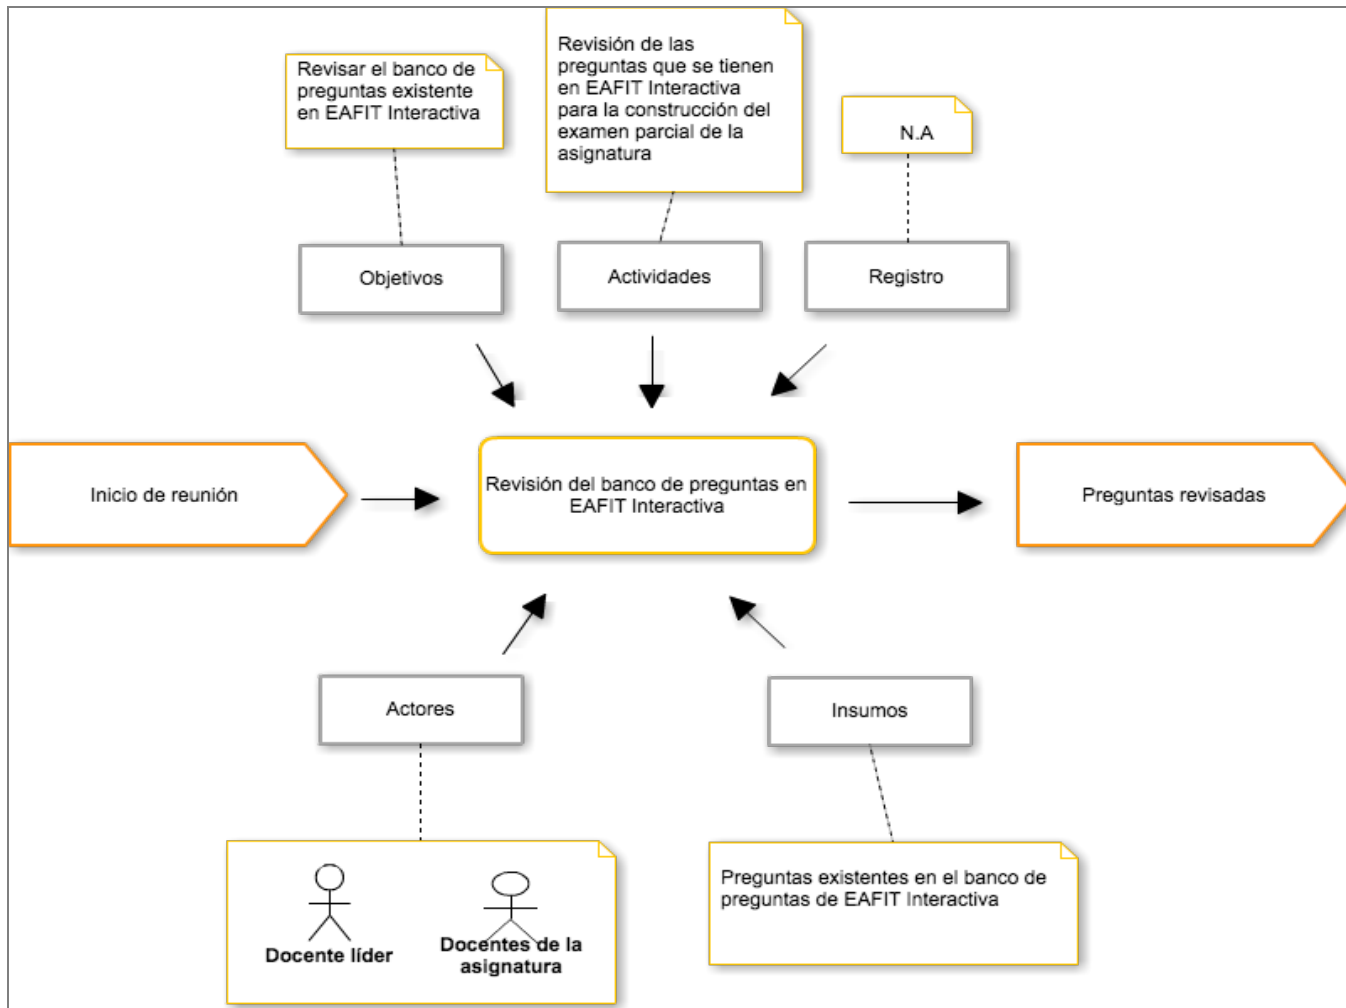 Revisar el banco de
preguntas existente
en EAFIT Interactiva
Revisión de las
preguntas que se tienen
en EAFIT Interactiva
para la construcción del
examen parcial de la
asignatura
N.A
Objetivos
Actividades
Registro
Inicio de reunión
Revisión del banco de preguntas en
EAFIT Interactiva
Preguntas revisadas
Actores
Insumos
Docente líder
Docentes de la
asignatura
Preguntas existentes en el banco de
preguntas de EAFIT Interactiva